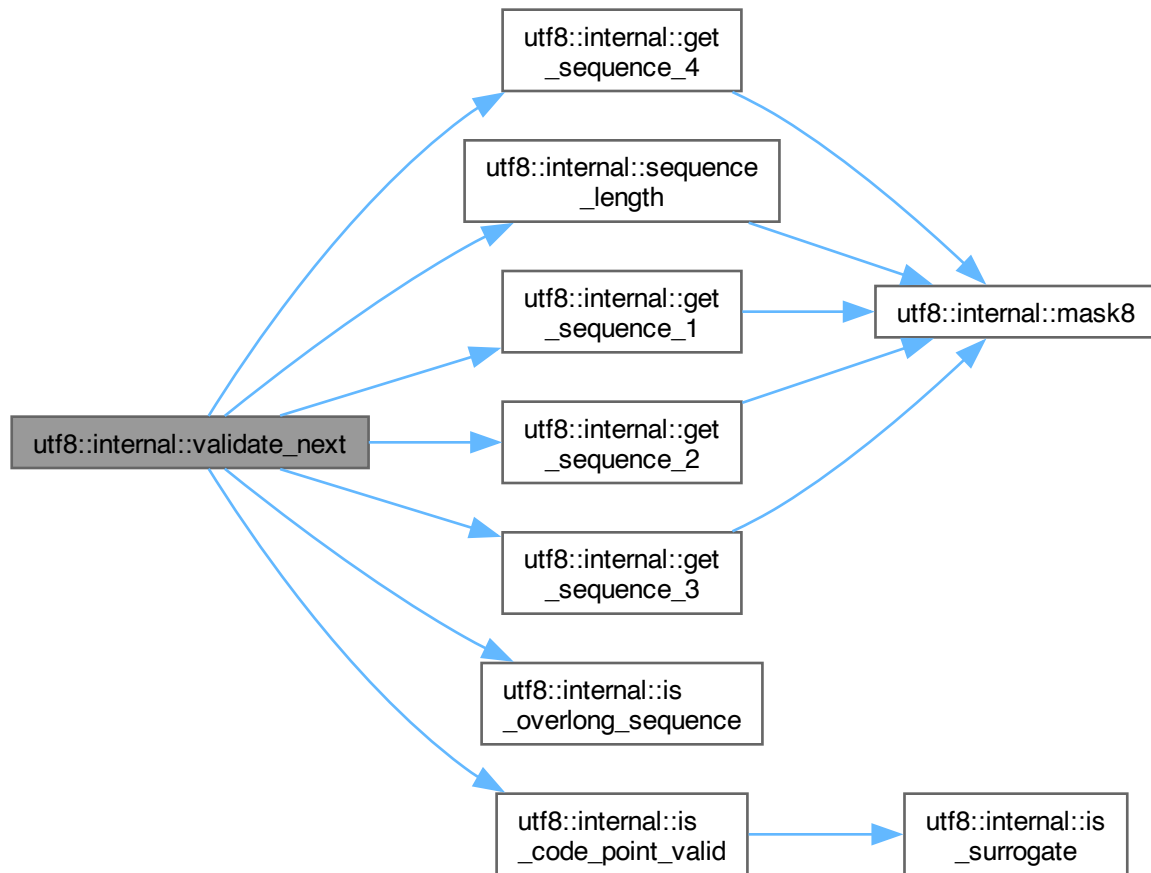 utf8::internal::get
_sequence_4
utf8::internal::sequence
_length
utf8::internal::get
_sequence_1
utf8::internal::mask8
utf8::internal::validate_next
utf8::internal::get
_sequence_2
utf8::internal::get
_sequence_3
utf8::internal::is
_overlong_sequence
utf8::internal::is
_code_point_valid
utf8::internal::is
_surrogate